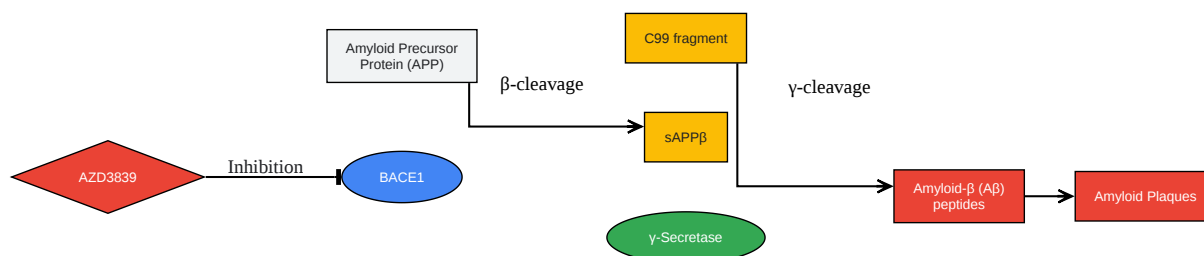 C99 fragment
Amyloid Precursor
Protein (APP)
β-cleavage
γ-cleavage
sAPPβ
Inhibition
AZD3839
BACE1
Amyloid-β (Aβ)
peptides
Amyloid Plaques
γ-Secretase